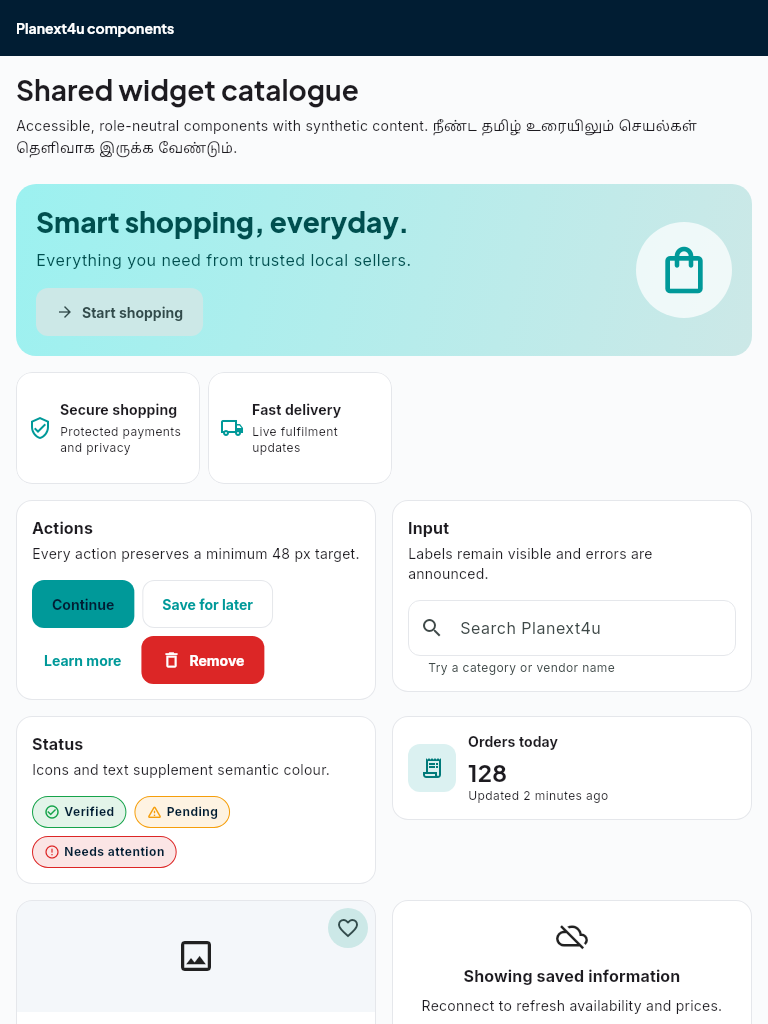 Planext4u components
Shared widget catalogue
Accessible, role-neutral components with synthetic content. நீண்ட தமிழ் உரையிலும் செயல்கள்
தெளிவாக இருக்க வேண்டும்.
Smart shopping, everyday.
Everything you need from trusted local sellers.
Start shopping
Secure shopping
Protected payments
and privacy
Fast delivery
Live fulfilment
updates
Actions
Every action preserves a minimum 48 px target.
Continue
Save for later
Learn more
Remove
Input
Labels remain visible and errors are
announced.
Search Planext4u
Try a category or vendor name
Status
Icons and text supplement semantic colour.
Verified
Pending
Needs attention
Orders today
128
Updated 2 minutes ago
Showing saved information
Reconnect to refresh availability and prices.